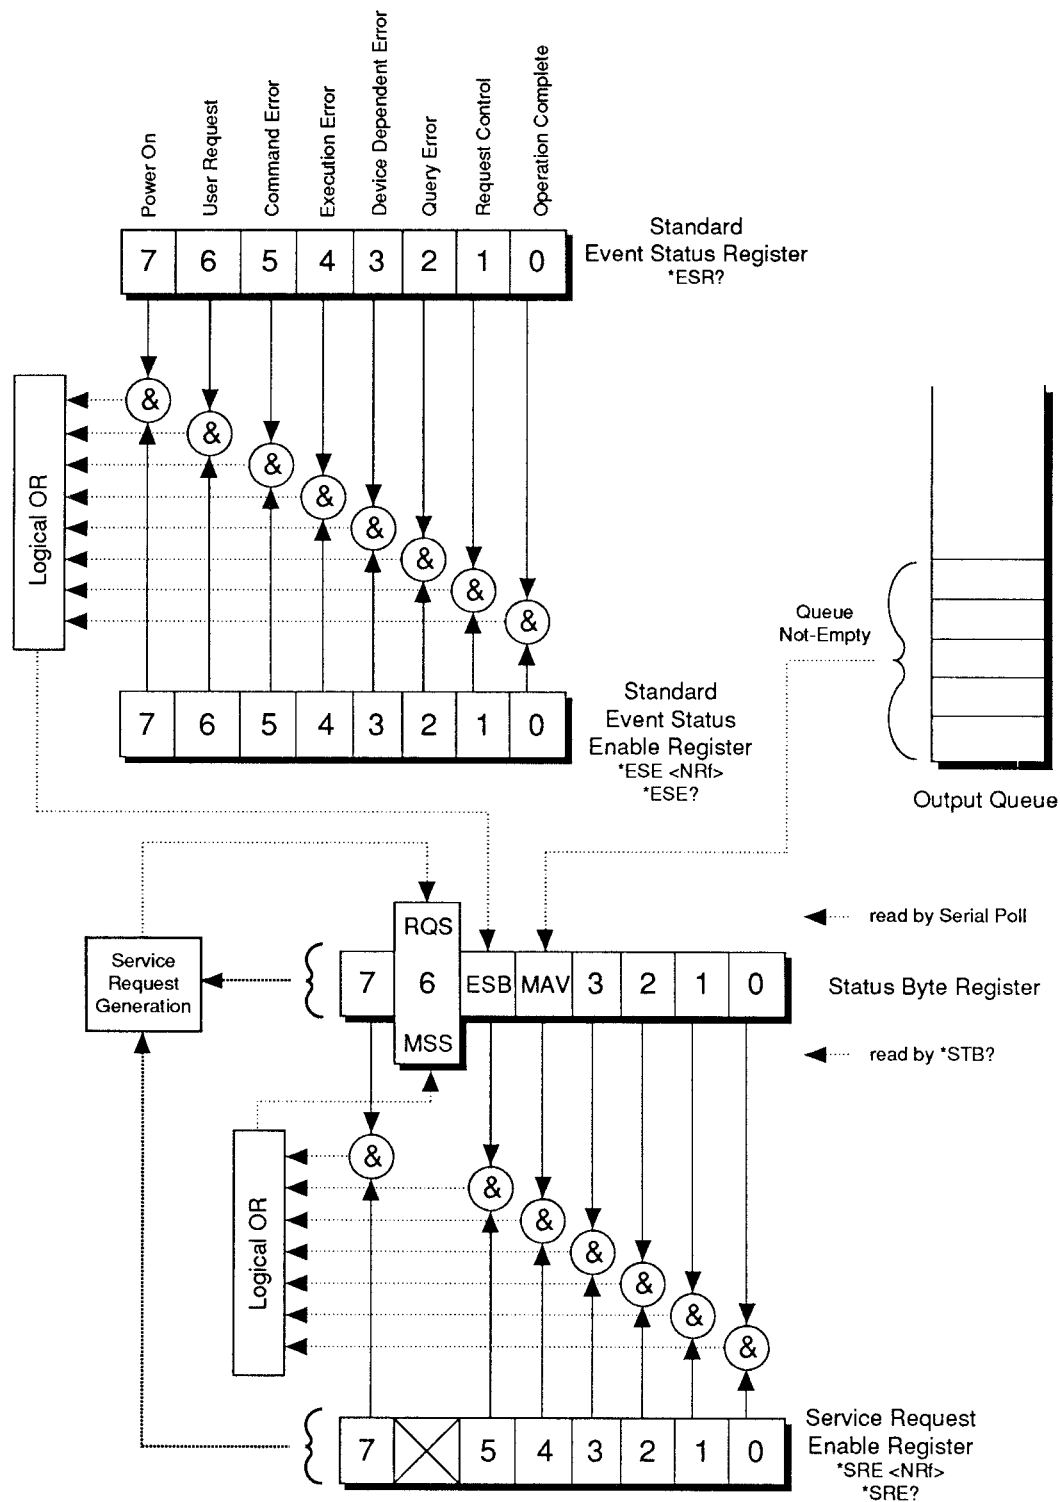 Power On
User Request
Command Error
Execution Error
Device Dependent Error
Query Error
Request Control
Operation Complete
7 6 5 4 3 2 1 0
Standard
Event Status Register
*ESR?
&
&
&
&
&
&
&
&
Logical OR
Queue
Not-Empty
7 6 5 4 3 2 1 0
Standard
Event Status
Enable Register
*ESE <NRf>
*ESE?
Output Queue
Service
Request
Generation
RQS
7 6 ESB MAV 3 2 1 0
MSS
read by Serial Poll
Status Byte Register
read by *STB?
&
&
&
&
&
&
&
Logical OR
7 5 4 3 2 1 0
Service Request
Enable Register
*SRE <NRf>
*SRE?